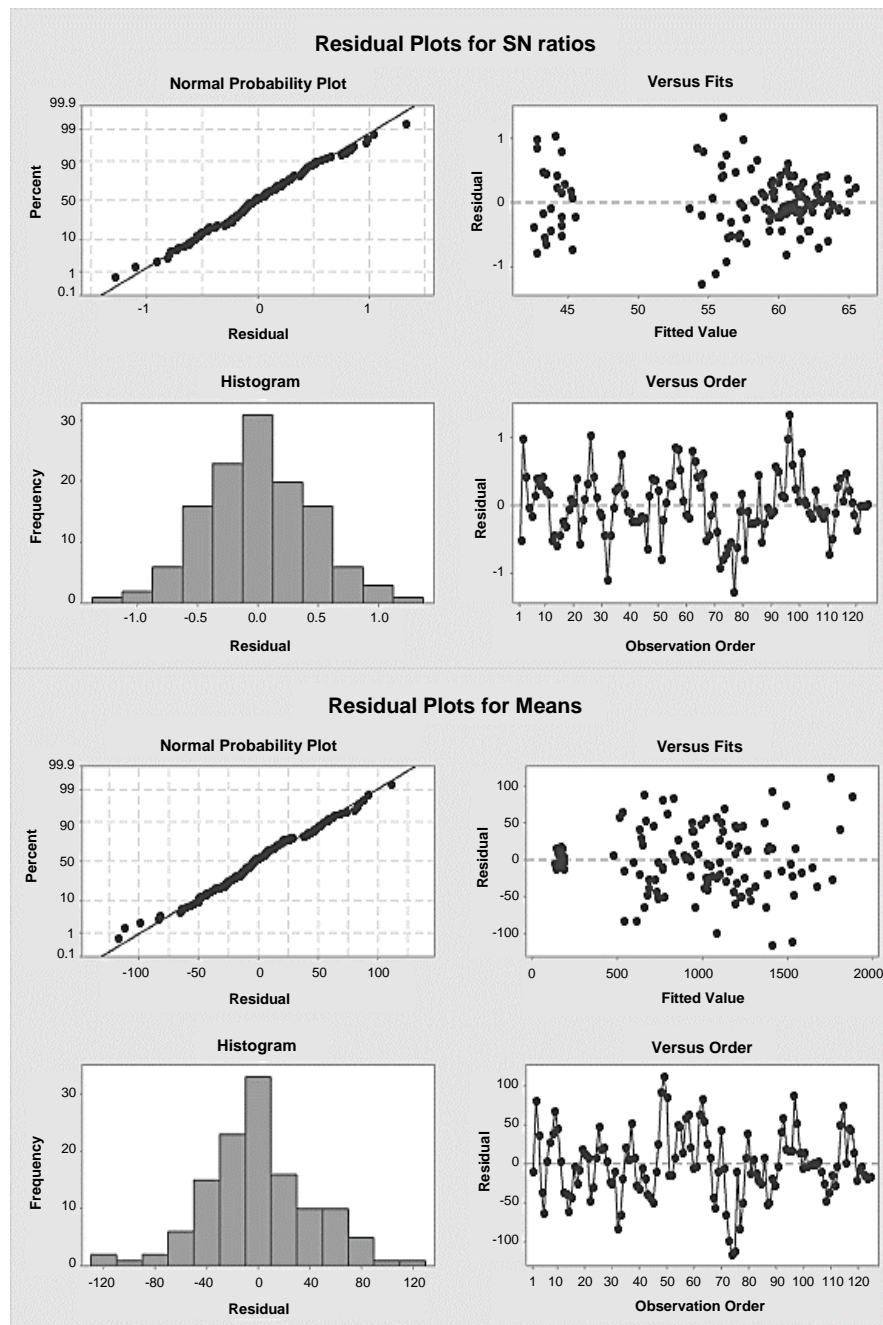 Residual Plots for SN ratios
Normal Probability Plot
Versus Fits
99.9
99
90
50
10
1
0.1
Percent
-1 0 1
Residual
1
0
-1
Residual
45 50 55 60 65
Fitted Value
Histogram
Versus Order
30
20
10
0
Frequency
-1.0 -0.5 0.0 0.5 1.0
Residual
1
0
-1
Residual
1 10 20 30 40 50 60 70 80 90 100 110 120
Observation Order
Residual Plots for Means
Normal Probability Plot
Versus Fits
99.9
99
90
50
10
1
0.1
Percent
-100 -50 0 50 100
Residual
100
50
0
-50
-100
Residual
0 500 1000 1500 2000
Fitted Value
Histogram
Versus Order
30
20
10
0
Frequency
-120 -80 -40 0 40 80 120
Residual
100
50
0
-50
-100
Residual
1 10 20 30 40 50 60 70 80 90 100 110 120
Observation Order